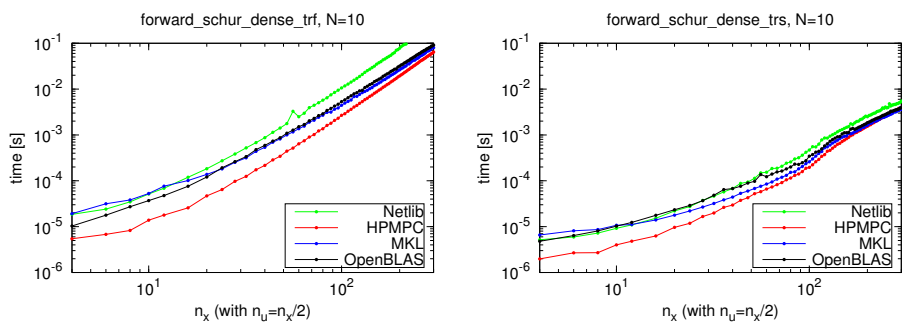 forward_schur_dense_trf, N=10
10^-1
10^-2
10^-3
10^-4
10^-5
10^-6
time [s]
Netlib
HPMPC
MKL
OpenBLAS
10^1
10^2
n_x (with n_u=n_x/2)
forward_schur_dense_trs, N=10
10^-1
10^-2
10^-3
10^-4
10^-5
10^-6
time [s]
Netlib
HPMPC
MKL
OpenBLAS
10^1
10^2
n_x (with n_u=n_x/2)